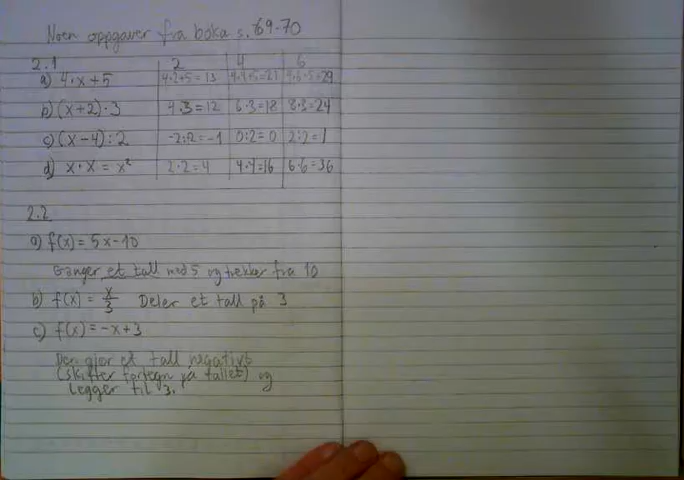 Noen oppgaver fra boka s. 69-70
2.1 2 4 6
a) 4·x+5 4·2+5=13 4·4+5=21 4·6+5=29
b) (x+2)·3 4·3=12 6·3=18 8·3=24
c) (x-4):2 -2:2=-1 0:2=0 2:2=1
d) x·x=x² 2·2=4 4·4=16 6·6=36
2.2
a) f(x)=5x-10
Ganger et tall med 5 og trekker fra 10
b) f(x)=x/3 Deler et tall på 3
c) f(x)=-x+3
Den gjør et tall negativt
(skifter fortegn på tallet) og
legger til 3.